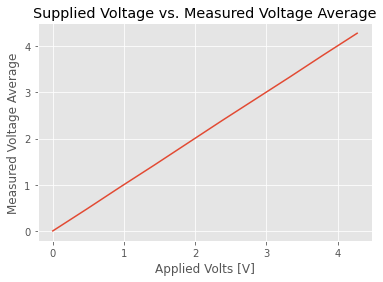 Supplied Voltage vs. Measured Voltage Average
Measured Voltage Average
4
3
2
1
0
0 1 2 3 4
Applied Volts [V]